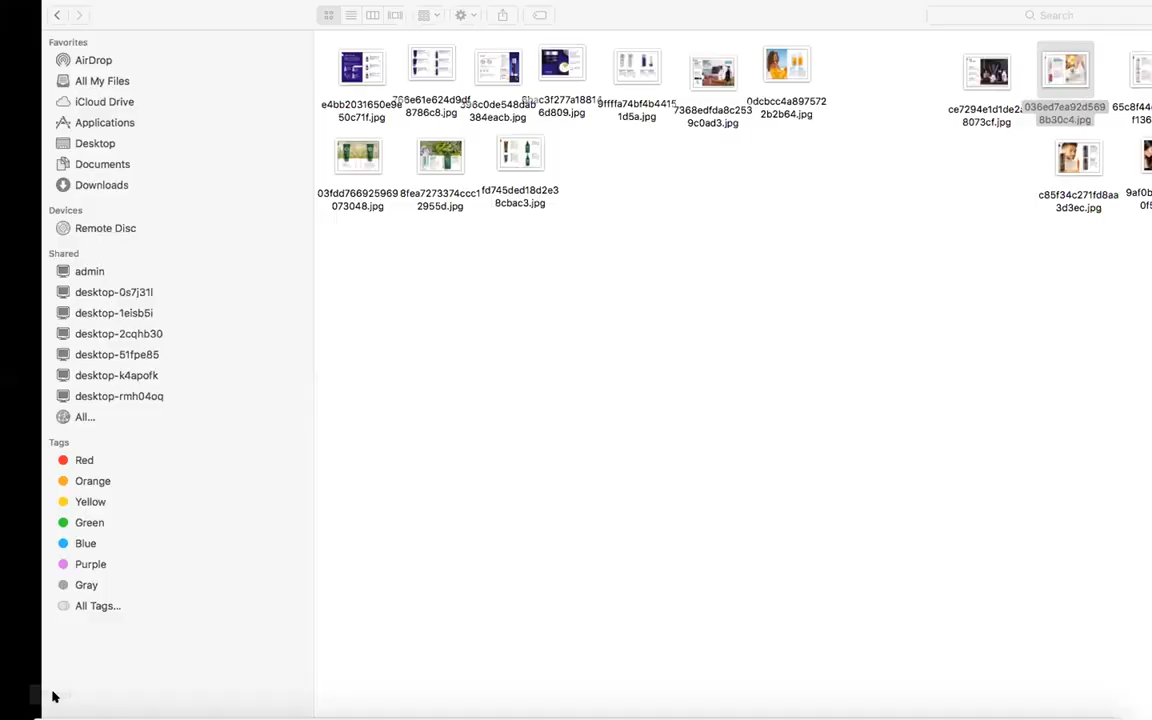 Search
Favorites
AirDrop
All My Files
iCloud Drive
Applications
Desktop
Documents
Downloads
Devices
Remote Disc
Shared
admin
desktop-0s7j31l
desktop-1eisb5i
desktop-2cqhb30
desktop-51fpe85
desktop-k4apofk
desktop-rmh04oq
All...
Tags
Red
Orange
Yellow
Green
Blue
Purple
Gray
All Tags...
e4bb2031650e9e
50c71f.jpg
8786c8.jpg
384eacb.jpg
6d809.jpg
1d5a.jpg
7368edfda8c253
9c0ad3.jpg
0dcbcc4a897572
2b2b64.jpg
8073cf.jpg
036ed7ea92d569
8b30c4.jpg
03fdd766925969
073048.jpg
8fea7273374ccc1
2955d.jpg
fd745ded18d2e3
8cbac3.jpg
c85f34c271fd8aa
3d3ec.jpg